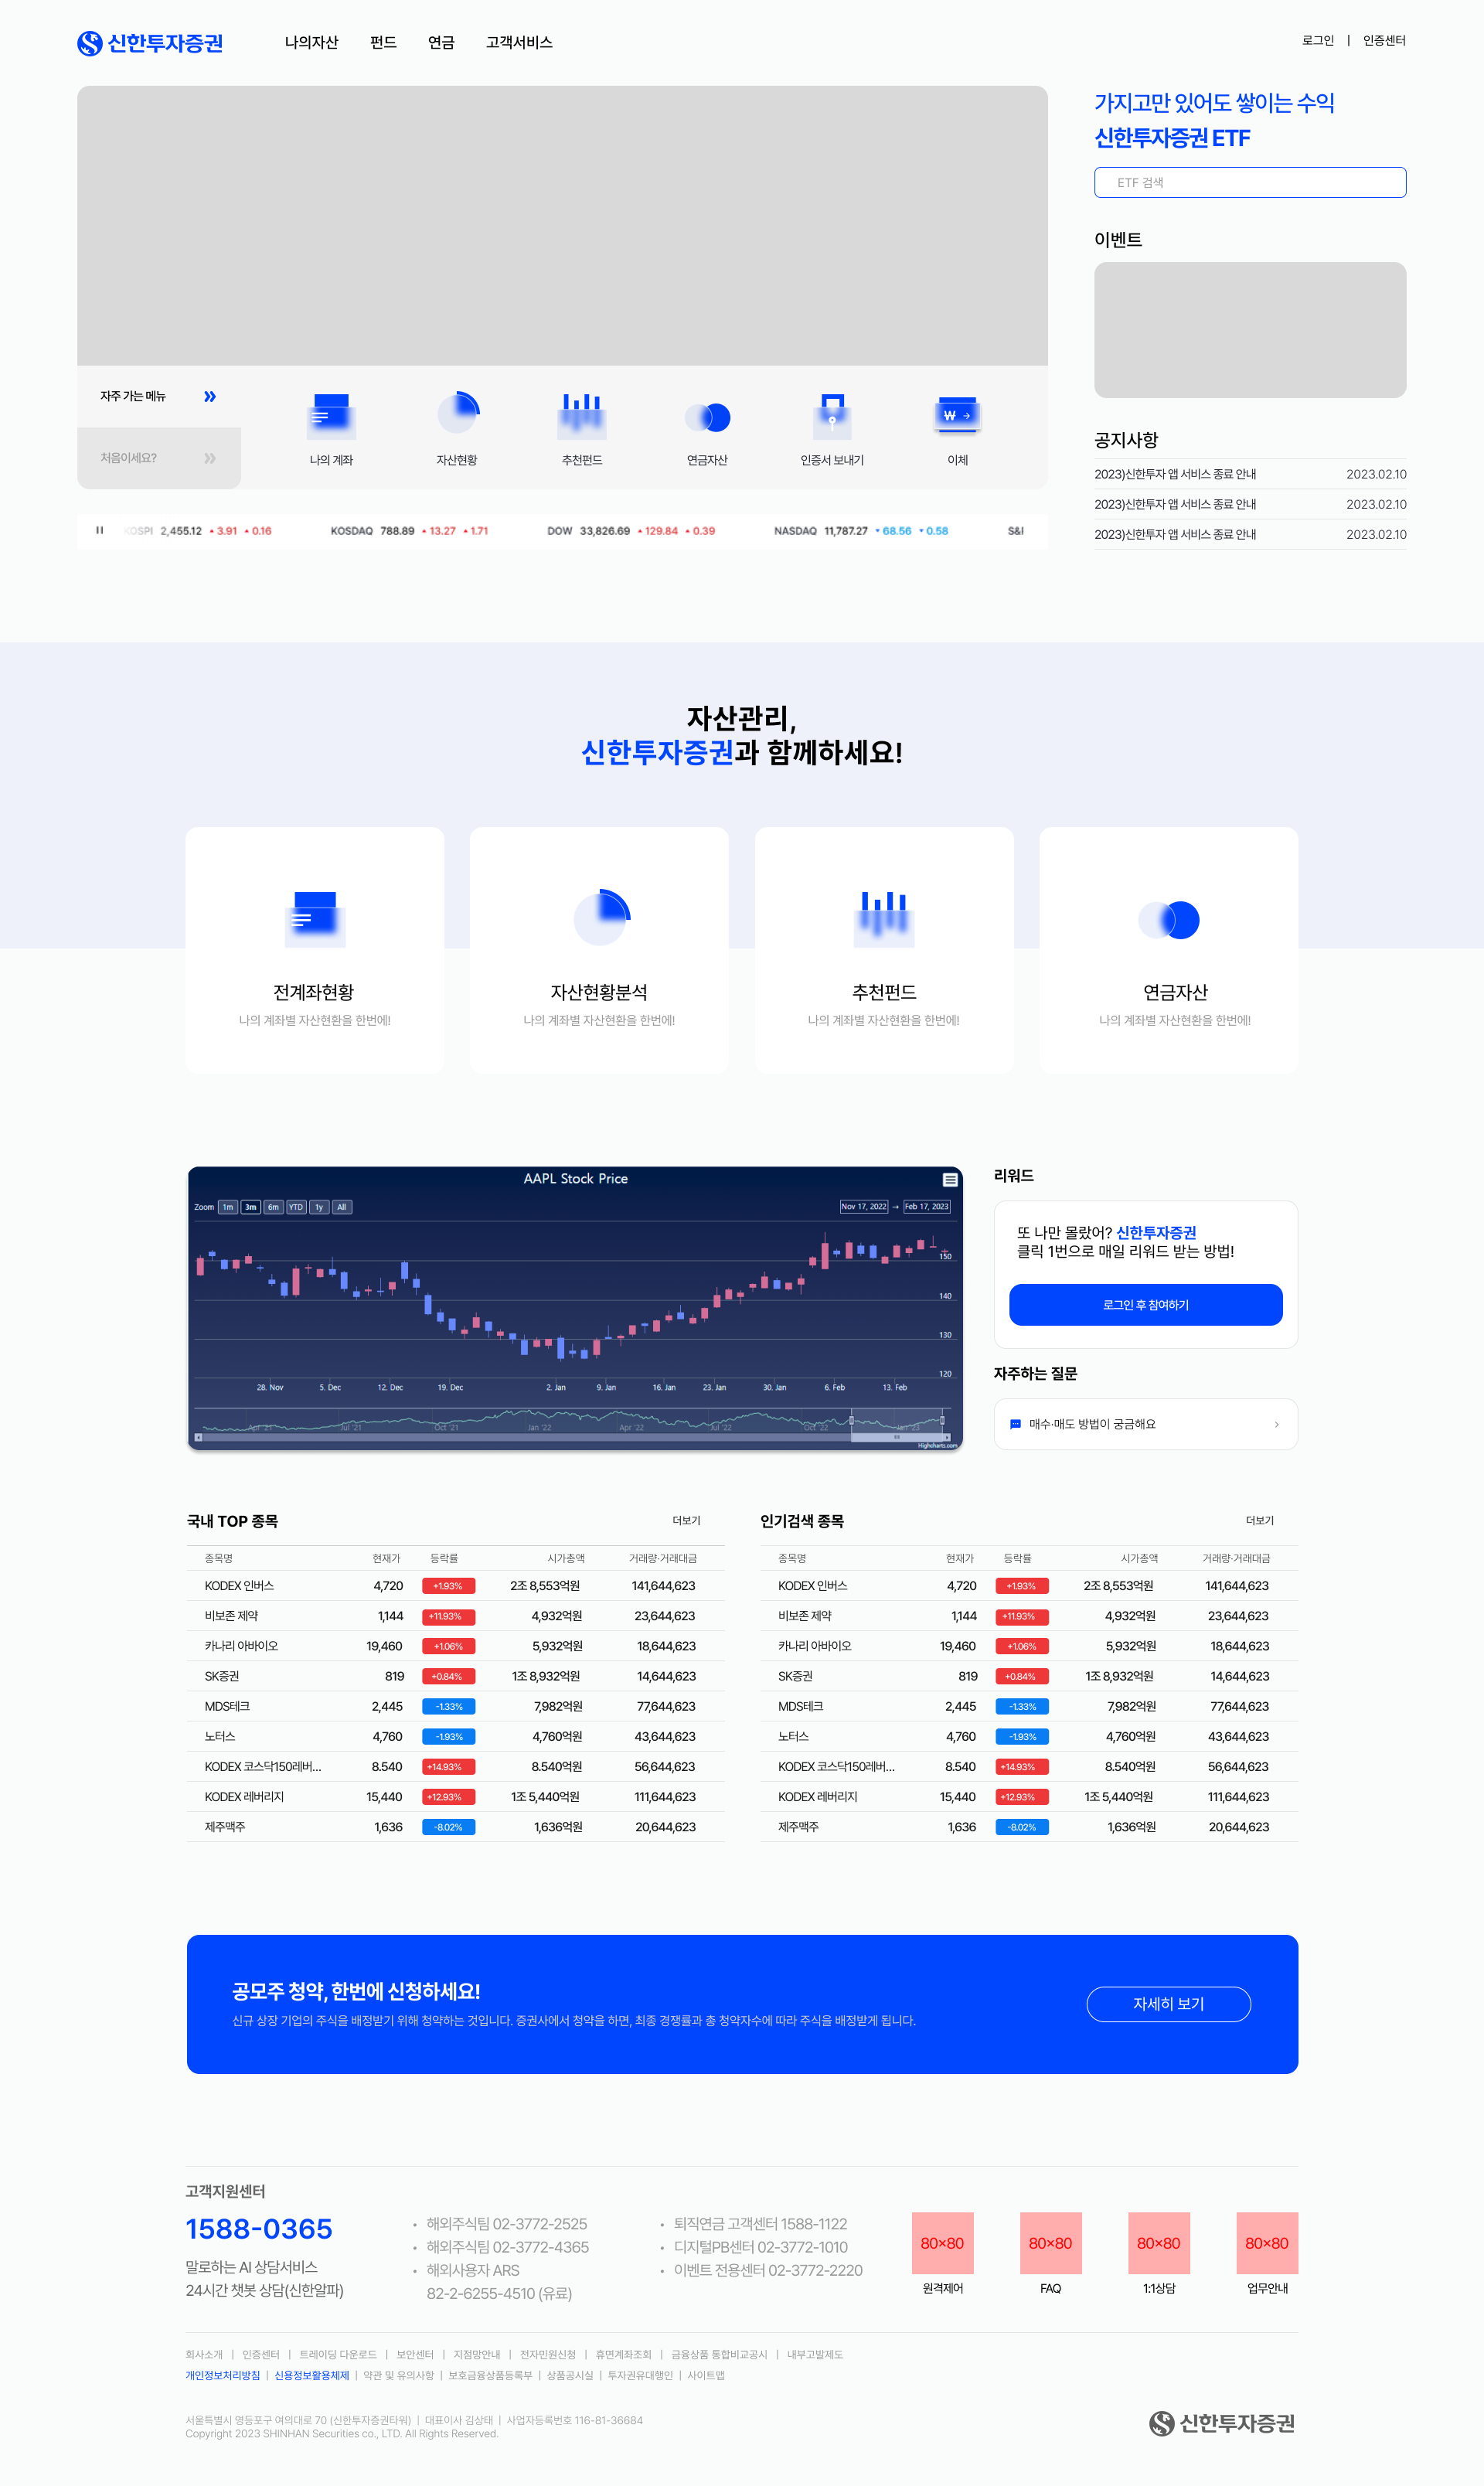 신한투자증권
나의자산 펀드 연금 고객서비스
로그인 | 인증센터
가지고만 있어도 쌓이는 수익
신한투자증권 ETF
ETF 검색
이벤트
자주 가는 메뉴
처음이세요?
나의 계좌 자산현황 추천펀드 연금자산 인증서 보내기 이체
공지사항
2023)신한투자 앱 서비스 종료 안내 2023.02.10
2023)신한투자 앱 서비스 종료 안내 2023.02.10
2023)신한투자 앱 서비스 종료 안내 2023.02.10
KOSPI 2,455.12 3.91 0.16 KOSDAQ 788.89 13.27 1.71 DOW 33,826.69 129.84 0.39 NASDAQ 11,787.27 68.56 0.58 S&
자산관리,
신한투자증권과 함께하세요!
전계좌현황 자산현황분석 추천펀드 연금자산
나의 계좌별 자산현환을 한번에! 나의 계좌별 자산현환을 한번에! 나의 계좌별 자산현환을 한번에! 나의 계좌별 자산현환을 한번에!
AAPL Stock Price
Zoom 1m 3m 6m YTD 1y All Nov 17, 2022 → Feb 17, 2023
150
140
130
120
28. Nov 5. Dec 12. Dec 19. Dec 2. Jan 9. Jan 16. Jan 23. Jan 30. Jan 6. Feb 13. Feb
Apr '21 Jul '21 Oct '21 Jan '22 Apr '22 Jul '22 Oct '22 Jan '23
Highcharts.com
리워드
또 나만 몰랐어? 신한투자증권
클릭 1번으로 매일 리워드 받는 방법!
로그인 후 참여하기
자주하는 질문
매수·매도 방법이 궁금해요
국내 TOP 종목 더보기
종목명 현재가 등락률 시가총액 거래량·거래대금
KODEX 인버스 4,720 +1.93% 2조 8,553억원 141,644,623
비보존 제약 1,144 +11.93% 4,932억원 23,644,623
카나리 아바이오 19,460 +1.06% 5,932억원 18,644,623
SK증권 819 +0.84% 1조 8,932억원 14,644,623
MDS테크 2,445 -1.33% 7,982억원 77,644,623
노터스 4,760 -1.93% 4,760억원 43,644,623
KODEX 코스닥150레버... 8.540 +14.93% 8.540억원 56,644,623
KODEX 레버리지 15,440 +12.93% 1조 5,440억원 111,644,623
제주맥주 1,636 -8.02% 1,636억원 20,644,623
인기검색 종목 더보기
종목명 현재가 등락률 시가총액 거래량·거래대금
KODEX 인버스 4,720 +1.93% 2조 8,553억원 141,644,623
비보존 제약 1,144 +11.93% 4,932억원 23,644,623
카나리 아바이오 19,460 +1.06% 5,932억원 18,644,623
SK증권 819 +0.84% 1조 8,932억원 14,644,623
MDS테크 2,445 -1.33% 7,982억원 77,644,623
노터스 4,760 -1.93% 4,760억원 43,644,623
KODEX 코스닥150레버... 8.540 +14.93% 8.540억원 56,644,623
KODEX 레버리지 15,440 +12.93% 1조 5,440억원 111,644,623
제주맥주 1,636 -8.02% 1,636억원 20,644,623
공모주 청약, 한번에 신청하세요!
신규 상장 기업의 주식을 배정받기 위해 청약하는 것입니다. 증권사에서 청약을 하면, 최종 경쟁률과 총 청약자수에 따라 주식을 배정받게 됩니다.
자세히 보기
고객지원센터
1588-0365
말로하는 AI 상담서비스
24시간 챗봇 상담(신한알파)
• 해외주식팀 02-3772-2525
• 해외주식팀 02-3772-4365
• 해외사용자 ARS
82-2-6255-4510 (유료)
• 퇴직연금 고객센터 1588-1122
• 디지털PB센터 02-3772-1010
• 이벤트 전용센터 02-3772-2220
80×80 80×80 80×80 80×80
원격제어 FAQ 1:1상담 업무안내
회사소개 | 인증센터 | 트레이딩 다운로드 | 보안센터 | 지점망안내 | 전자민원신청 | 휴면계좌조회 | 금융상품 통합비교공시 | 내부고발제도
개인정보처리방침 | 신용정보활용체제 | 약관 및 유의사항 | 보호금융상품등록부 | 상품공시실 | 투자권유대행인 | 사이트맵
서울특별시 영등포구 여의대로 70 (신한투자증권타워) | 대표이사 김상태 | 사업자등록번호 116-81-36684
Copyright 2023 SHINHAN Securities co., LTD. All Rights Reserved.
신한투자증권